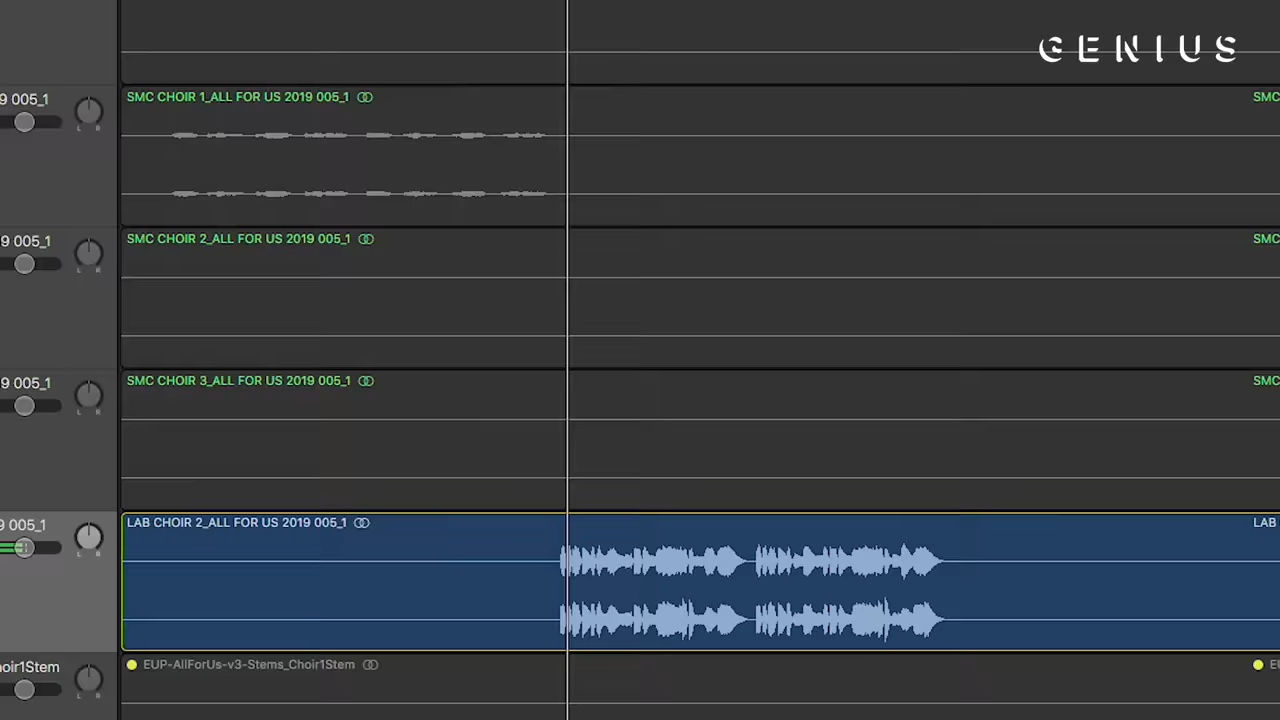 GENIUS
9 005_1
SMC CHOIR 1_ALL FOR US 2019 005_1
SMC
L R
9 005_1
SMC CHOIR 2_ALL FOR US 2019 005_1
SMC
L R
9 005_1
SMC CHOIR 3_ALL FOR US 2019 005_1
SMC
L R
9 005_1
LAB CHOIR 2_ALL FOR US 2019 005_1
LAB
L R
oir1Stem
EUP-AllForUs-v3-Stems_Choir1Stem
EU
L R